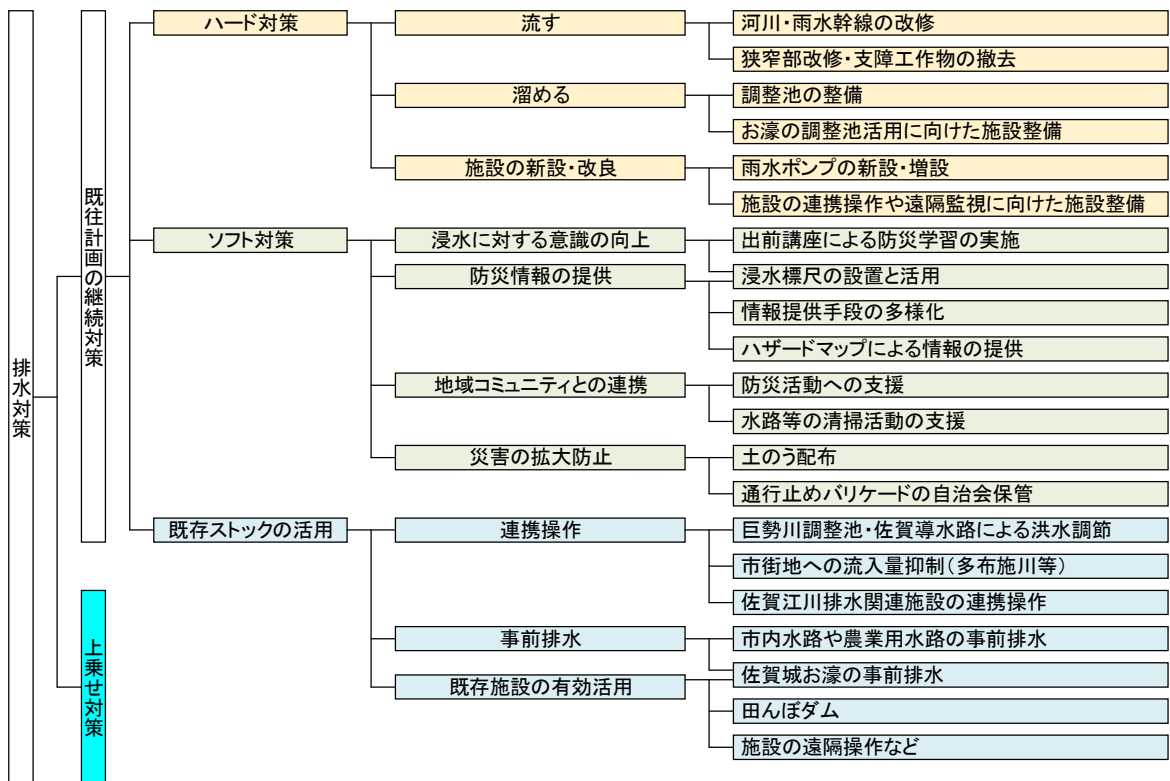 排水対策
既往計画の継続対策
ハード対策
流す
河川・雨水幹線の改修
狭窄部改修・支障工作物の撤去
溜める
調整池の整備
お濠の調整池活用に向けた施設整備
施設の新設・改良
雨水ポンプの新設・増設
施設の連携操作や遠隔監視に向けた施設整備
ソフト対策
浸水に対する意識の向上
出前講座による防災学習の実施
防災情報の提供
浸水標尺の設置と活用
情報提供手段の多様化
ハザードマップによる情報の提供
地域コミュニティとの連携
防災活動への支援
水路等の清掃活動の支援
災害の拡大防止
土のう配布
通行止めバリケードの自治会保管
既存ストックの活用
連携操作
巨勢川調整池・佐賀導水路による洪水調節
市街地への流入量抑制(多布施川等)
佐賀江川排水関連施設の連携操作
事前排水
市内水路や農業用水路の事前排水
佐賀城お濠の事前排水
既存施設の有効活用
田んぼダム
施設の遠隔操作など
上乗せ対策